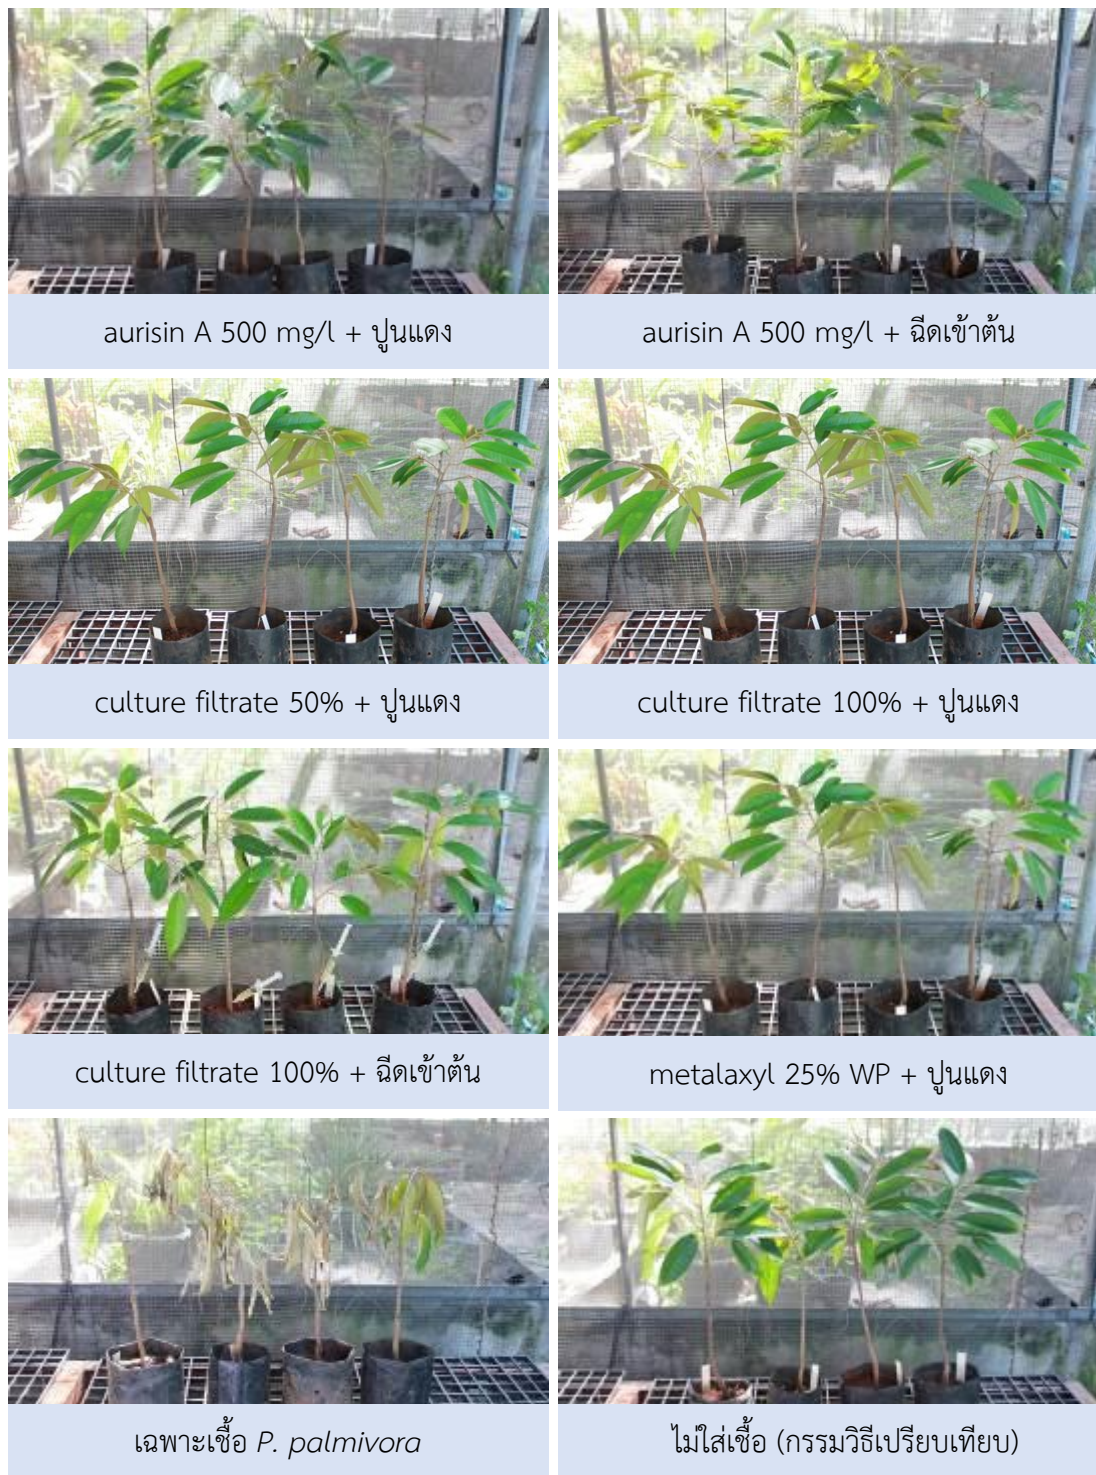 aurisin A 500 mg/l + ปูนแดง
aurisin A 500 mg/l + ฉีดเข้าต้น
culture filtrate 50% + ปูนแดง
culture filtrate 100% + ปูนแดง
culture filtrate 100% + ฉีดเข้าต้น
metalaxyl 25% WP + ปูนแดง
เฉพาะเชื้อ P. palmivora
ไม่ใส่เชื้อ (กรรมวิธีเปรียบเทียบ)